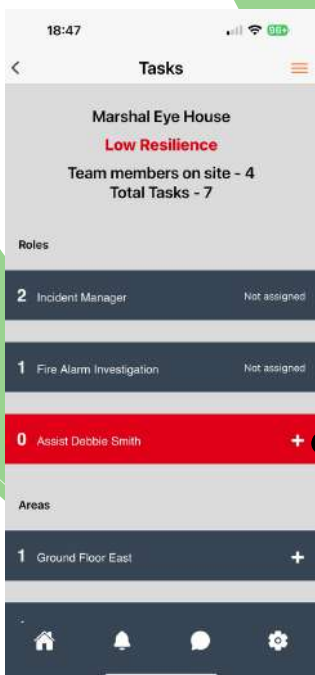 18:47
96+
Tasks
Marshal Eye House
Low Resilience
Team members on site - 4
Total Tasks - 7
Roles
2 Incident Manager Not assigned
1 Fire Alarm Investigation Not assigned
0 Assist Debbie Smith +
Areas
1 Ground Floor East +